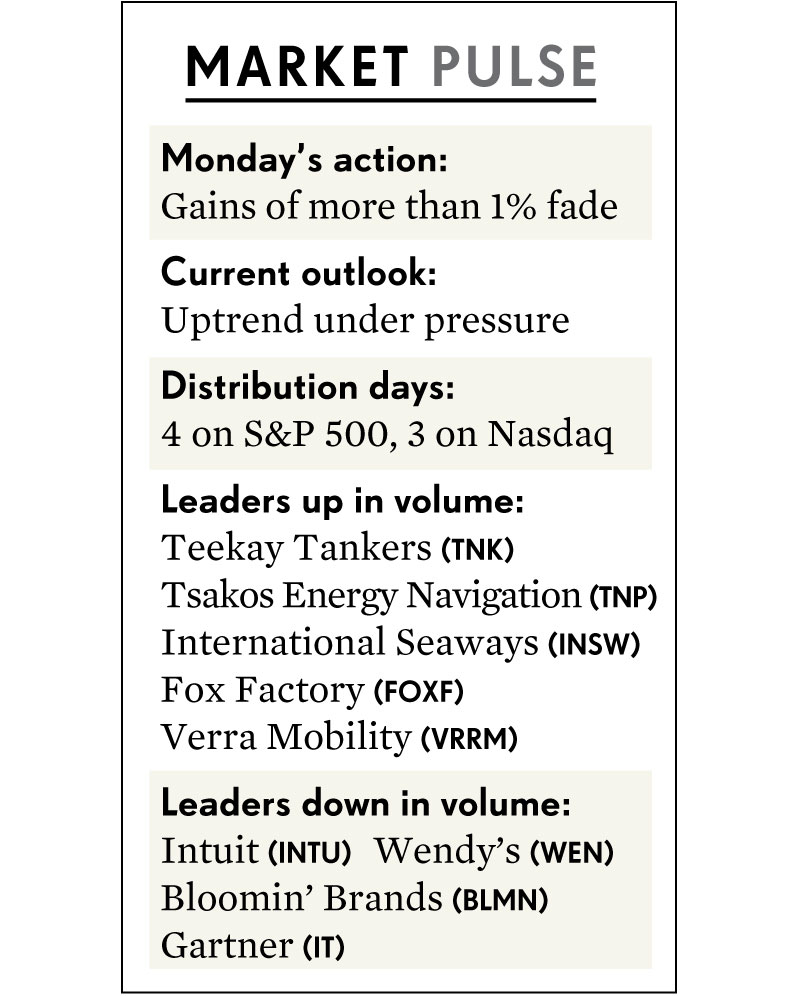 MARKET PULSE
Monday’s action:
Gains of more than 1% fade
Current outlook:
Uptrend under pressure
Distribution days:
4 on S&P 500, 3 on Nasdaq
Leaders up in volume:
Teekay Tankers (TNK)
Tsakos Energy Navigation (TNP)
International Seaways (INSW)
Fox Factory (FOXF)
Verra Mobility (VRRM)
Leaders down in volume:
Intuit (INTU) Wendy’s (WEN)
Bloomin’ Brands (BLMN)
Gartner (IT)